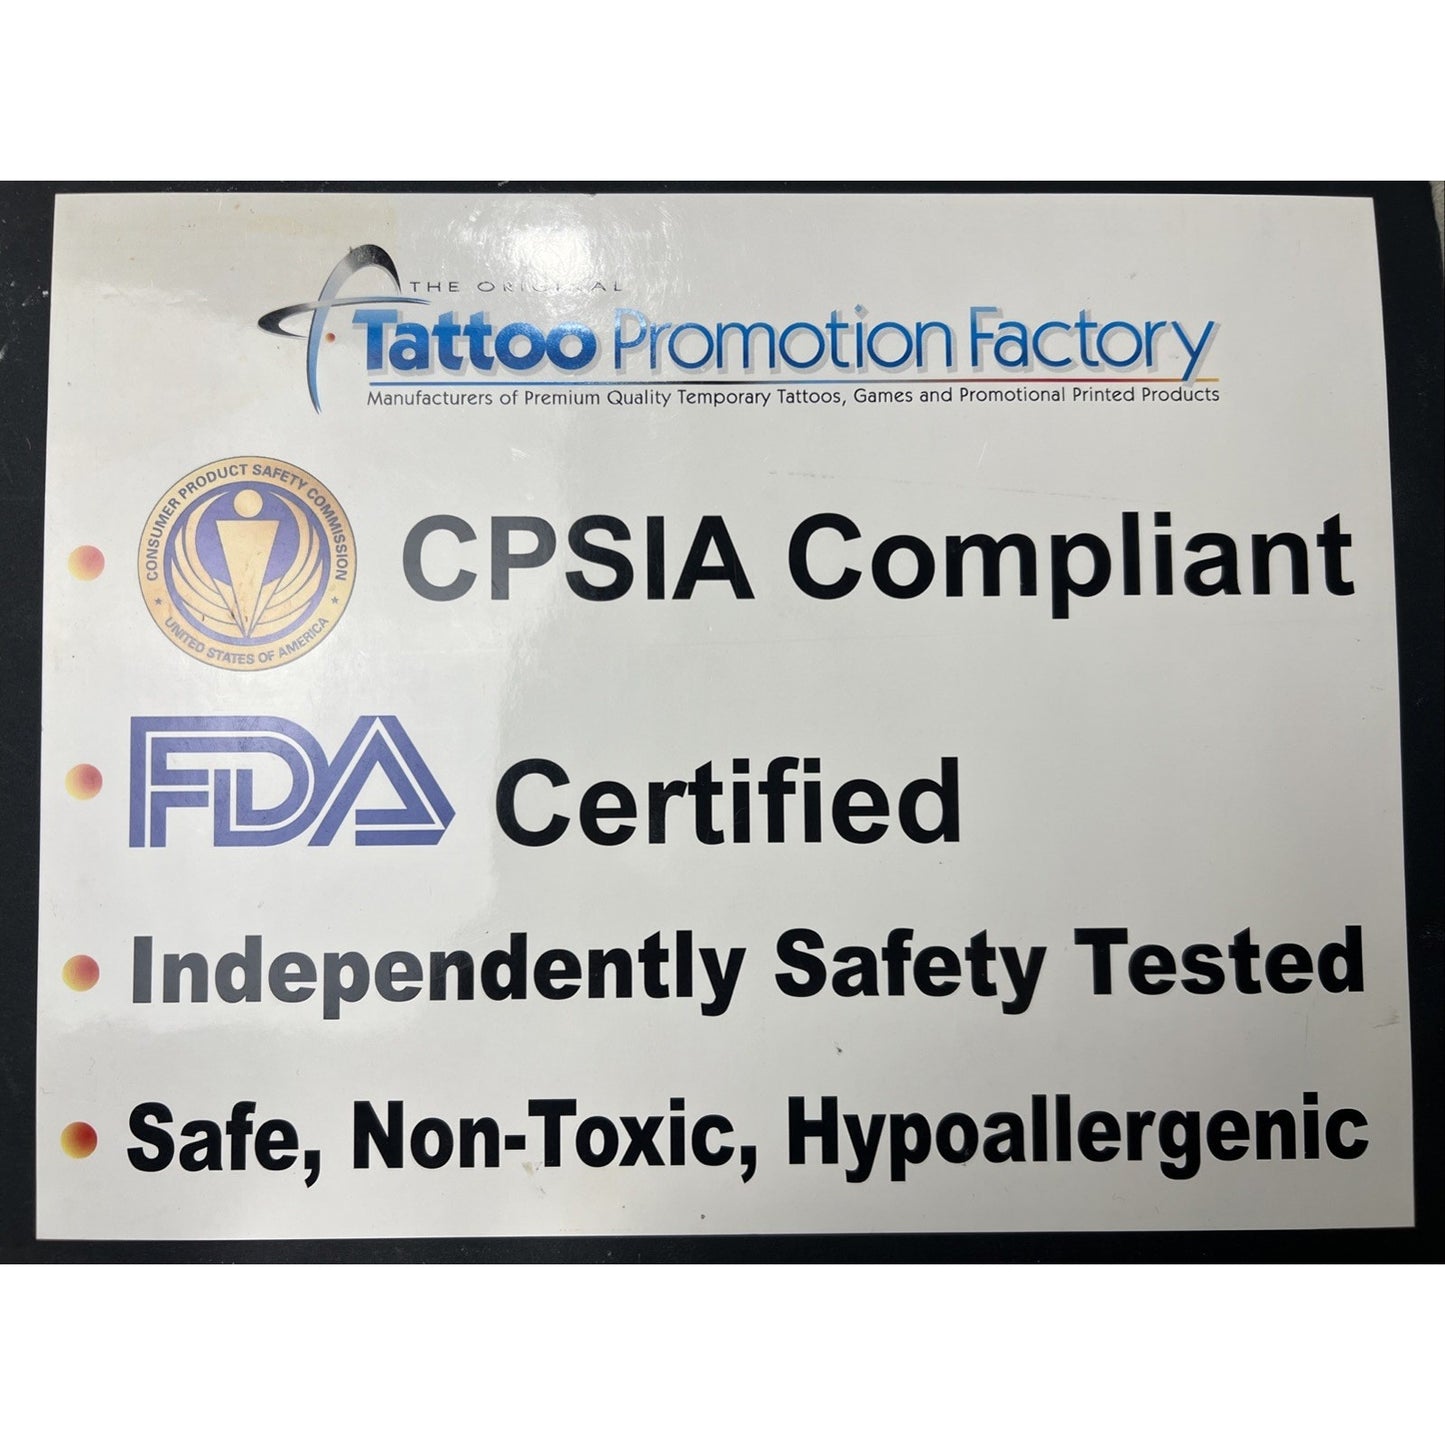 THE ORIGINAL
Tattoo Promotion Factory
Manufacturers of Premium Quality Temporary Tattoos, Games and Promotional Printed Products
CONSUMER PRODUCT SAFETY COMMISSION
★ UNITED STATES OF AMERICA ★
• CPSIA Compliant
• FDA Certified
• Independently Safety Tested
• Safe, Non-Toxic, Hypoallergenic